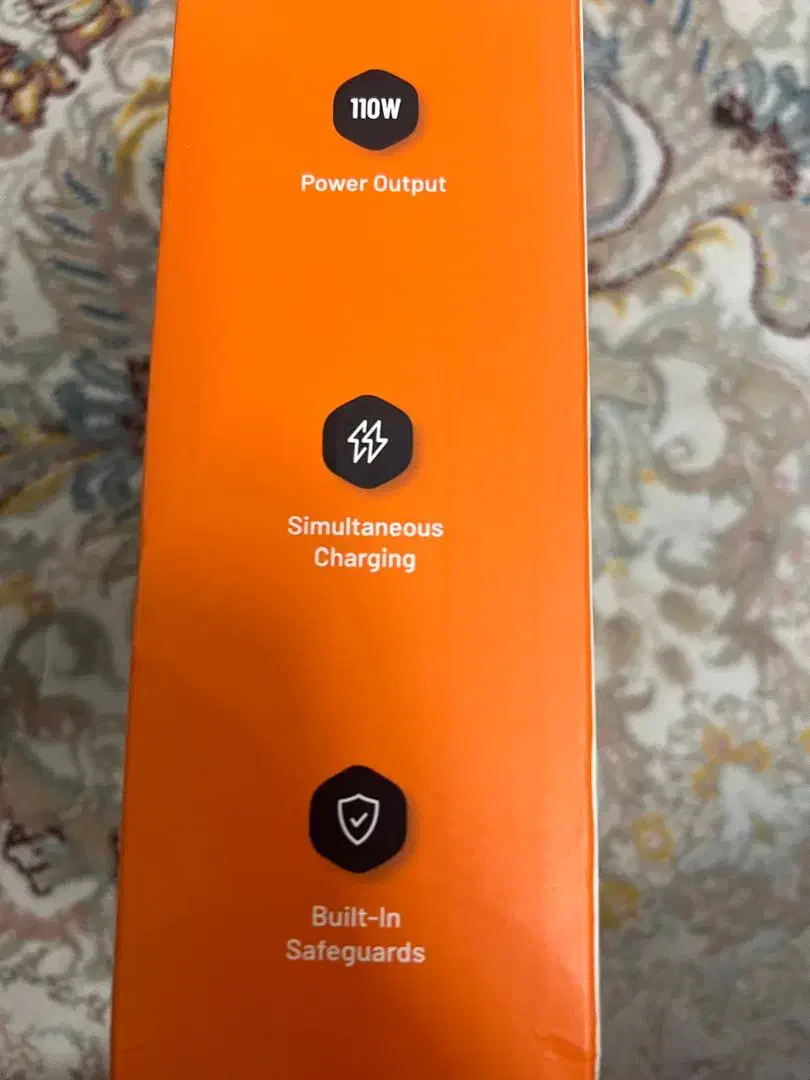 110W
Power Output
Simultaneous
Charging
Built-In
Safeguards